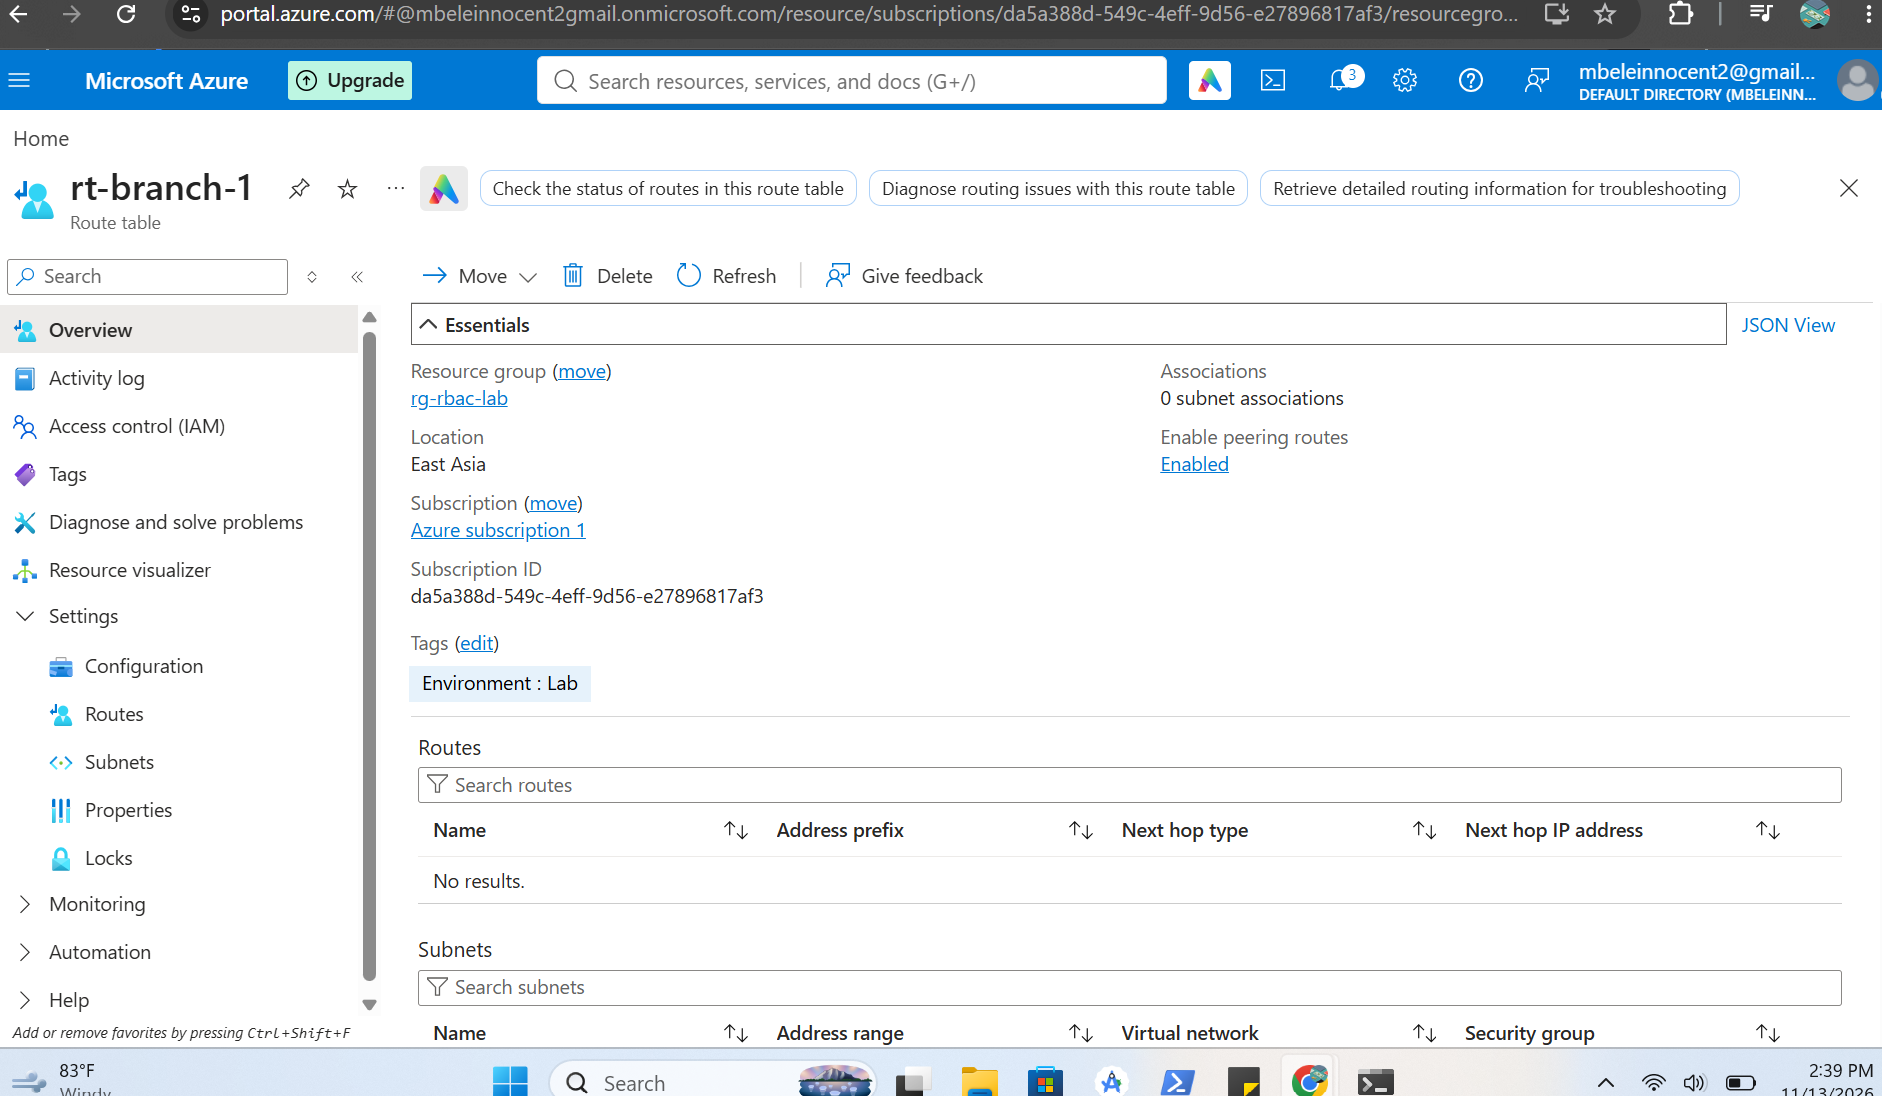 portal.azure.com/#@mbeleinnocent2gmail.onmicrosoft.com/resource/subscriptions/da5a388d-549c-4eff-9d56-e27896817af3/resourcegro...
Microsoft Azure
Upgrade
Search resources, services, and docs (G+/)
3
mbeleinnocent2@gmail...
DEFAULT DIRECTORY (MBELEINN...
Home
rt-branch-1
Route table
Check the status of routes in this route table
Diagnose routing issues with this route table
Retrieve detailed routing information for troubleshooting
Search
Move
Delete
Refresh
Give feedback
Overview
Activity log
Access control (IAM)
Tags
Diagnose and solve problems
Resource visualizer
Settings
Configuration
Routes
Subnets
Properties
Locks
Monitoring
Automation
Help
Add or remove favorites by pressing Ctrl+Shift+F
Essentials
JSON View
Resource group (move)
rg-rbac-lab
Location
East Asia
Subscription (move)
Azure subscription 1
Subscription ID
da5a388d-549c-4eff-9d56-e27896817af3
Associations
0 subnet associations
Enable peering routes
Enabled
Tags (edit)
Environment : Lab
Routes
Search routes
Name Address prefix Next hop type Next hop IP address
No results.
Subnets
Search subnets
Name Address range Virtual network Security group
83°F
Windy
Search
2:39 PM
11/13/2026